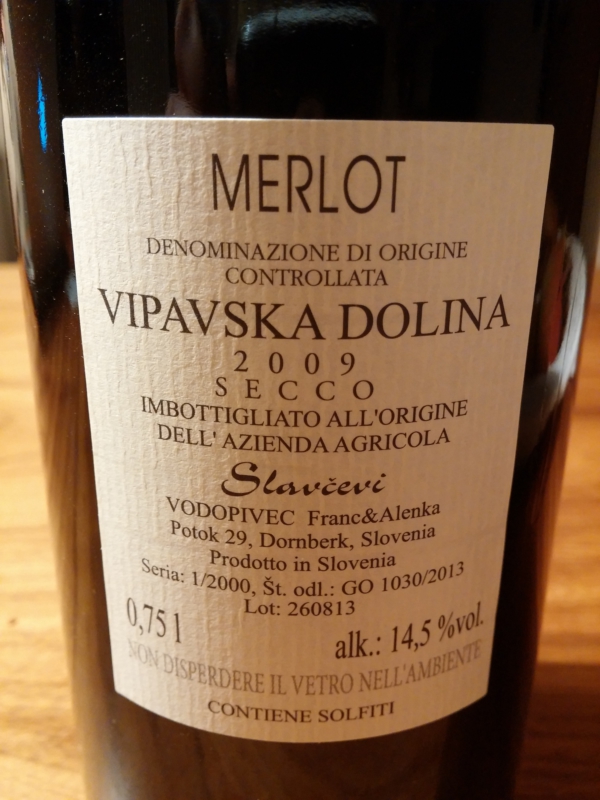 MERLOT
DENOMINAZIONE DI ORIGINE
CONTROLLATA
VIPAVSKA DOLINA
2009
SECCO
IMBOTTIGLIATO ALL'ORIGINE
DELL' AZIENDA AGRICOLA
Slavčevi
VODOPIVEC Franc&Alenka
Potok 29, Dornberk, Slovenia
Prodotto in Slovenia
Seria: 1/2000, Št. odl.: GO 1030/2013
Lot: 260813
0,75 l alk.: 14,5 %vol.
NON DISPERDERE IL VETRO NELL'AMBIENTE
CONTIENE SOLFITI